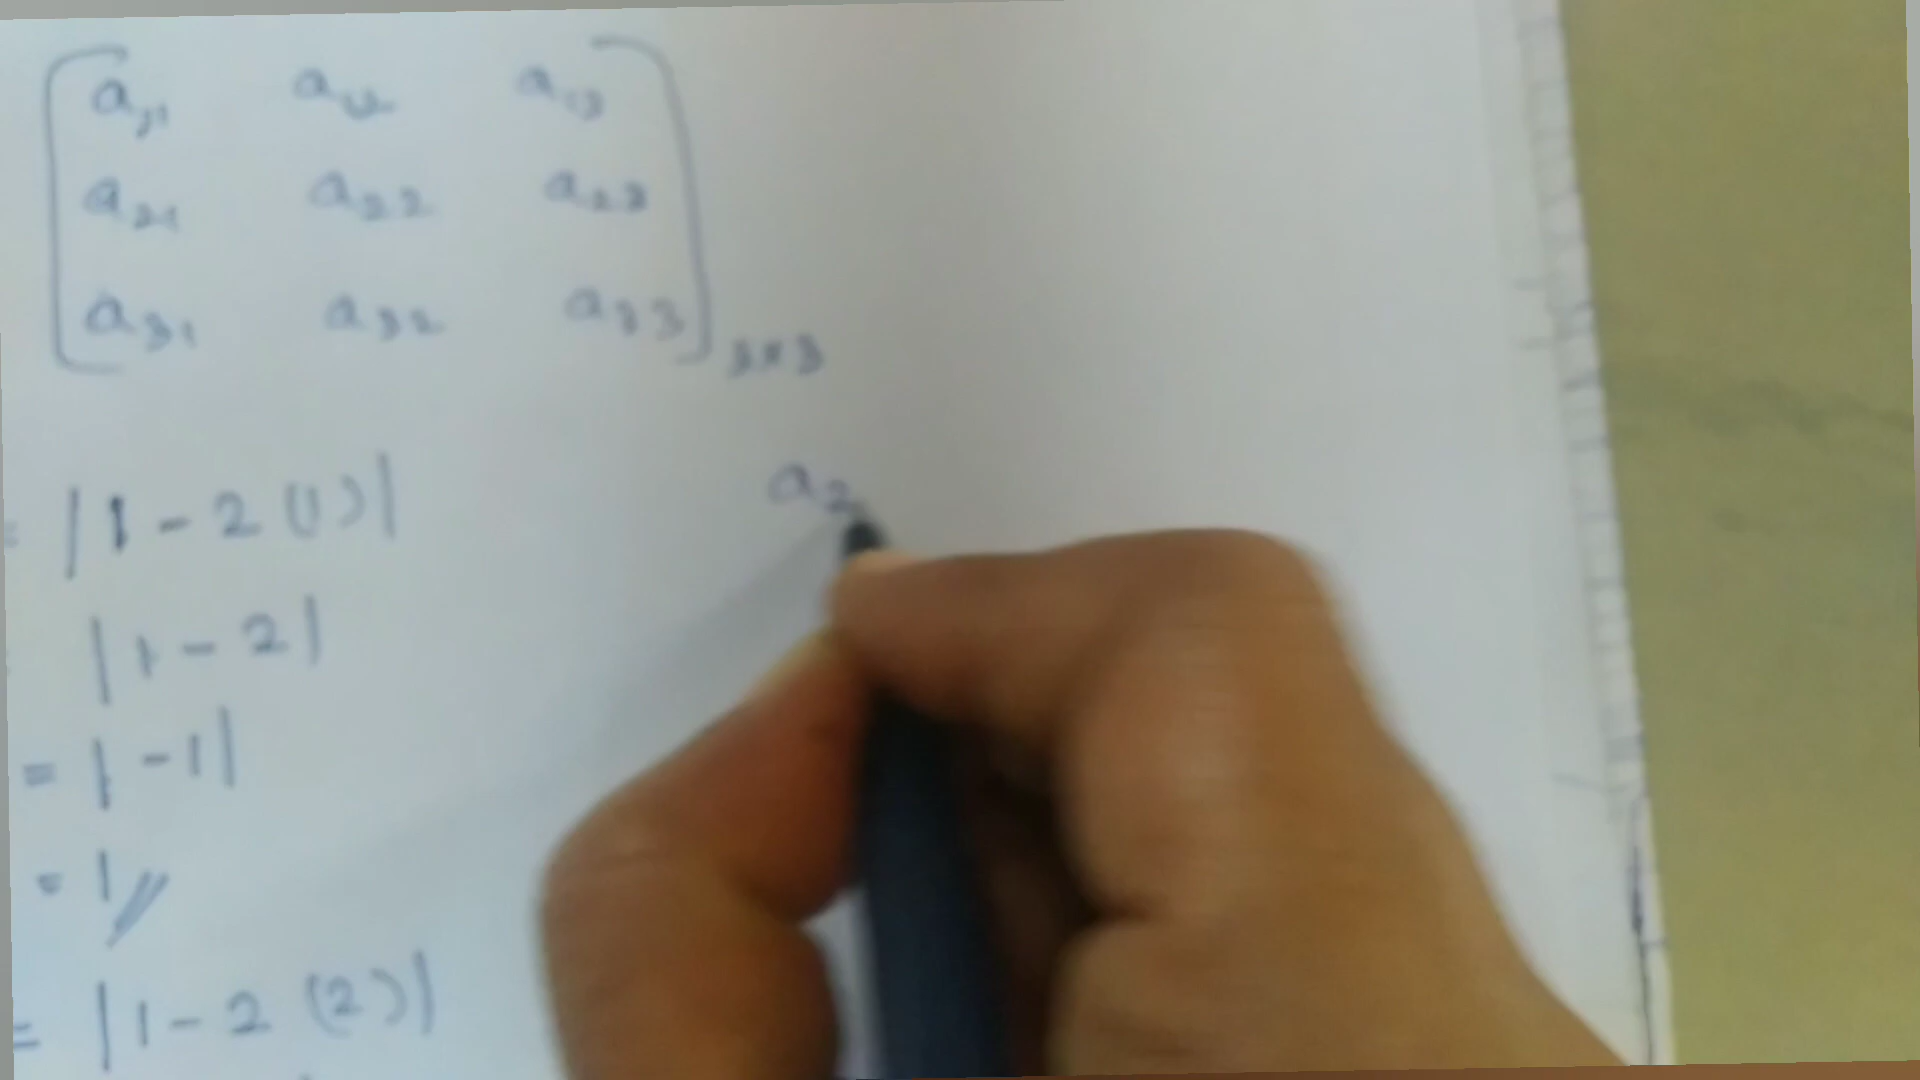 a₁₁ a₁₂ a₁₃
a₂₁ a₂₂ a₂₃
a₃₁ a₃₂ a₃₃
3×3
= |1 - 2 (1)|
|1 - 2|
= |-1|
= 1 //
= |1 - 2 (2)|
a₂